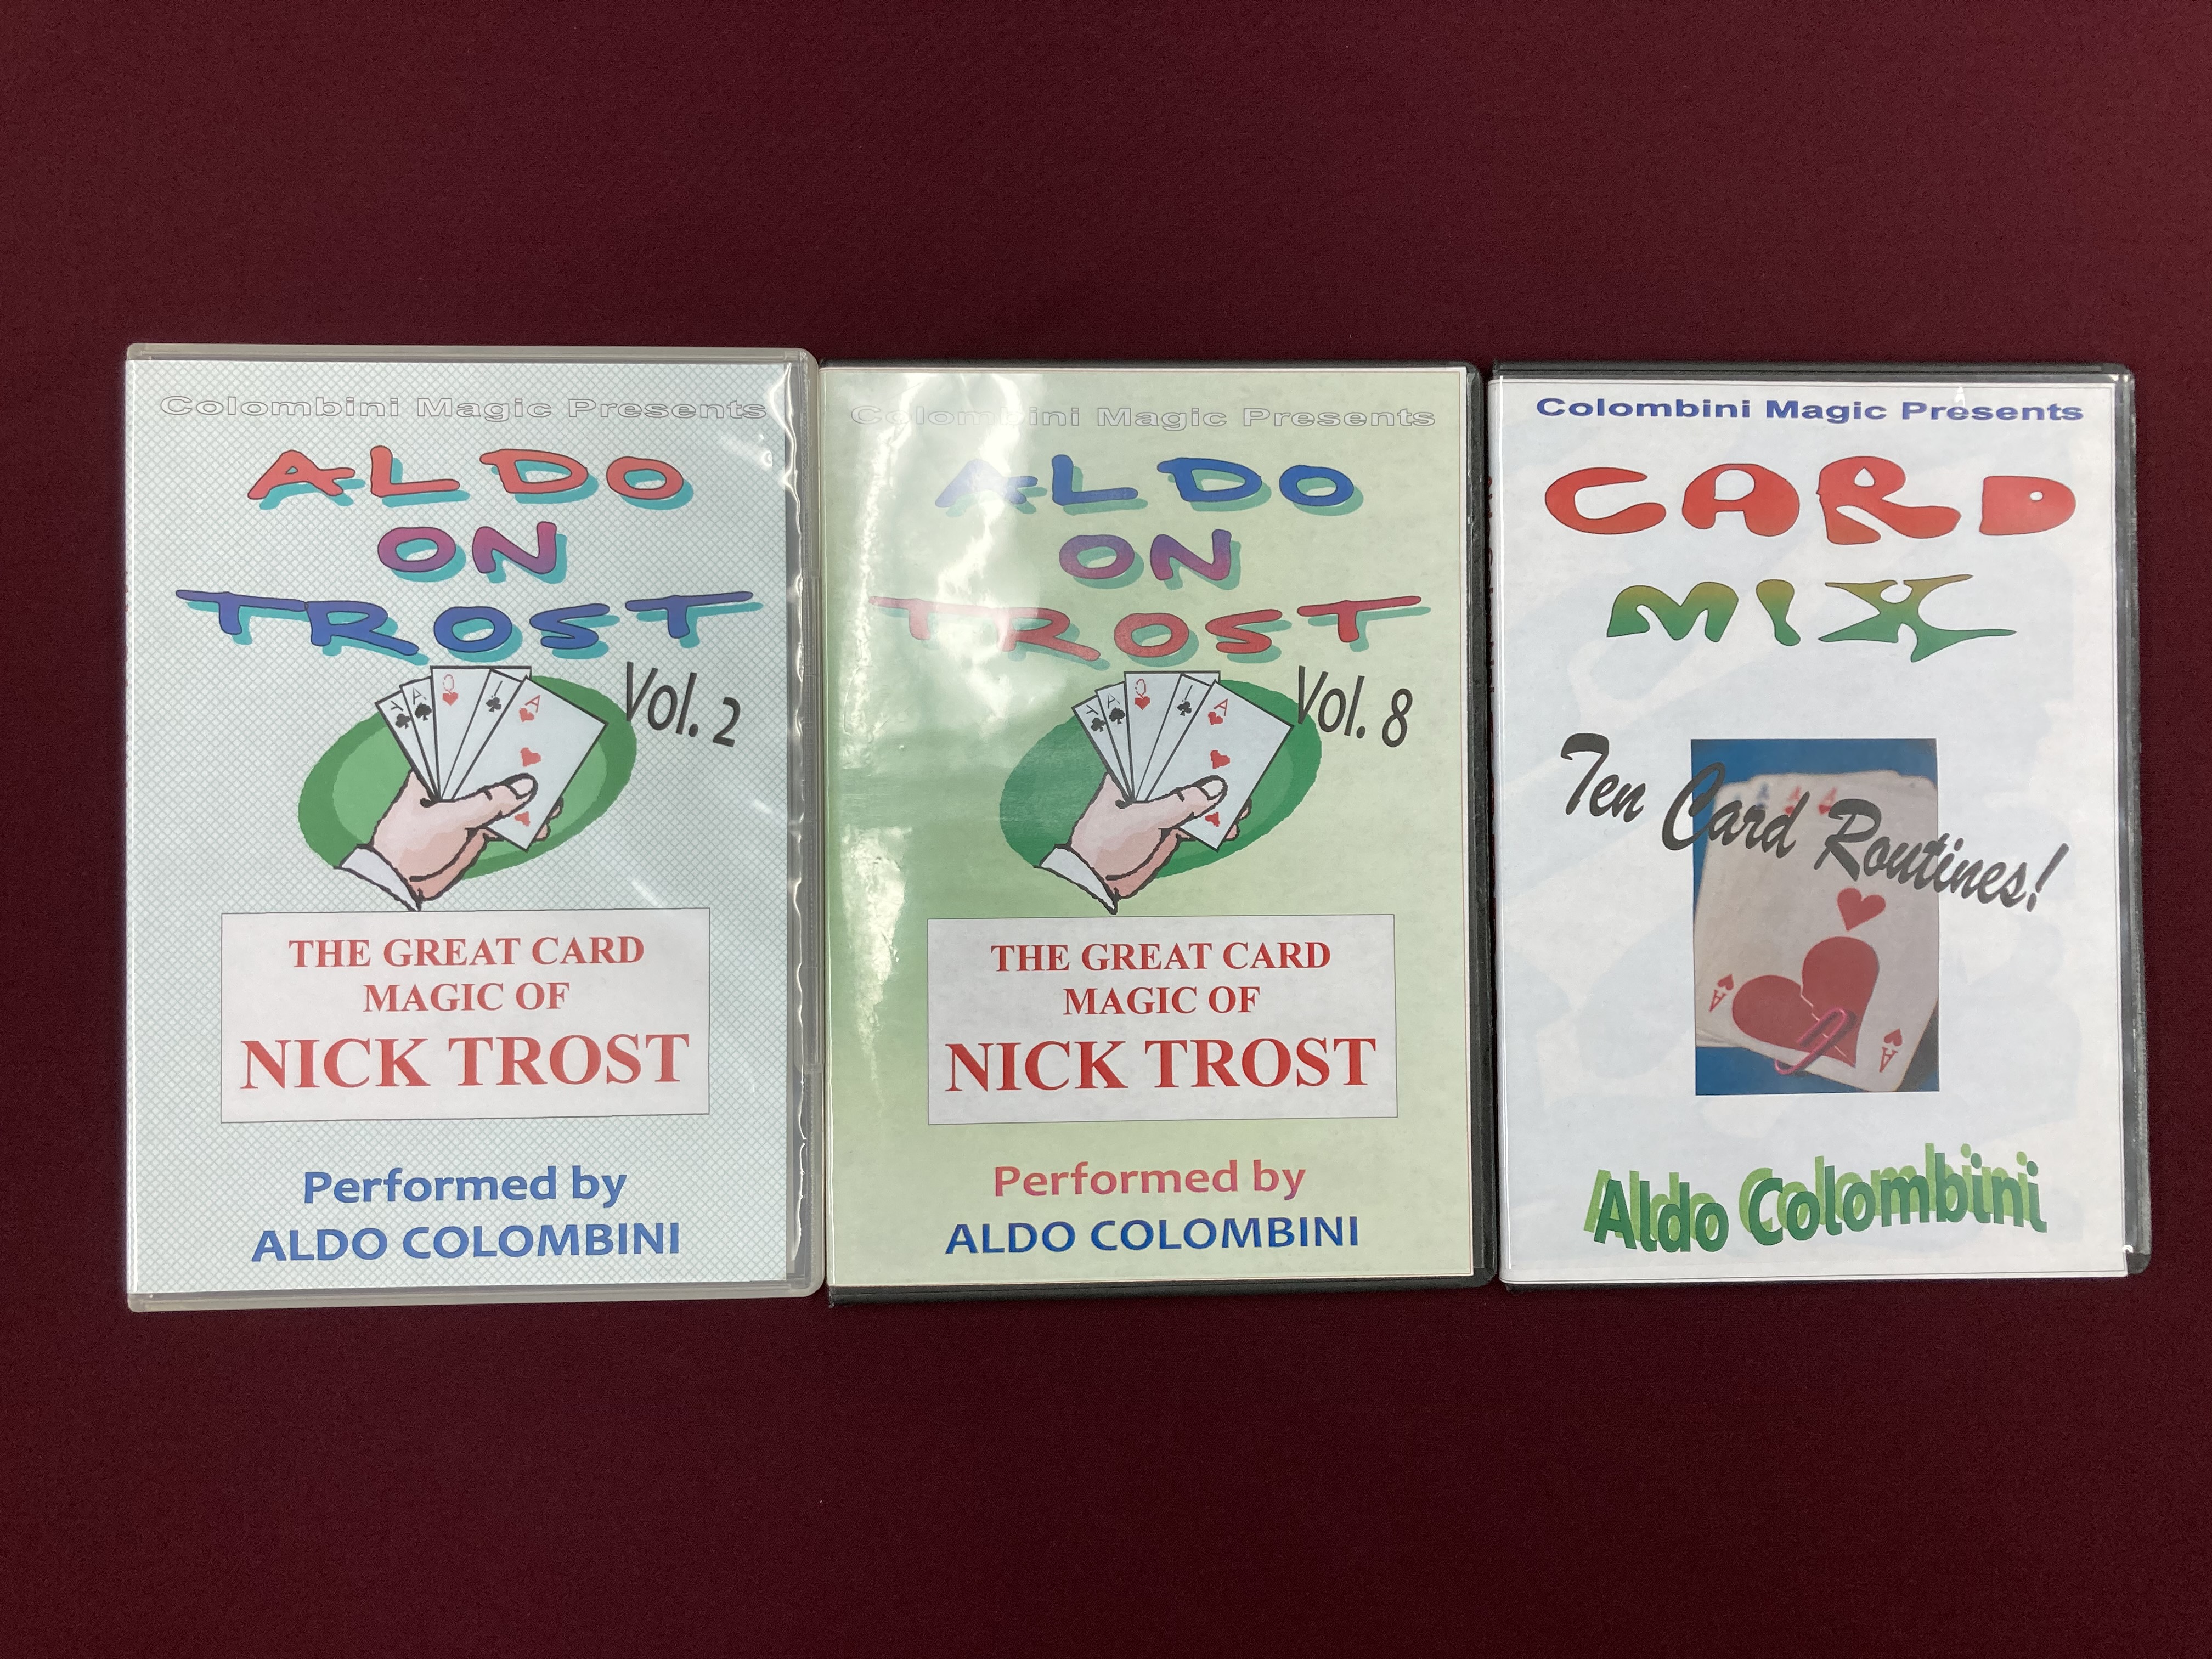 Colombini Magic Presents
ALDO
ON
TROST
Vol. 2
THE GREAT CARD
MAGIC OF
NICK TROST
Performed by
ALDO COLOMBINI
Colombini Magic Presents
ALDO
ON
TROST
Vol. 8
THE GREAT CARD
MAGIC OF
NICK TROST
Performed by
ALDO COLOMBINI
Colombini Magic Presents
CARD
MIX
Ten Card Routines!
A
A
Aldo Colombini